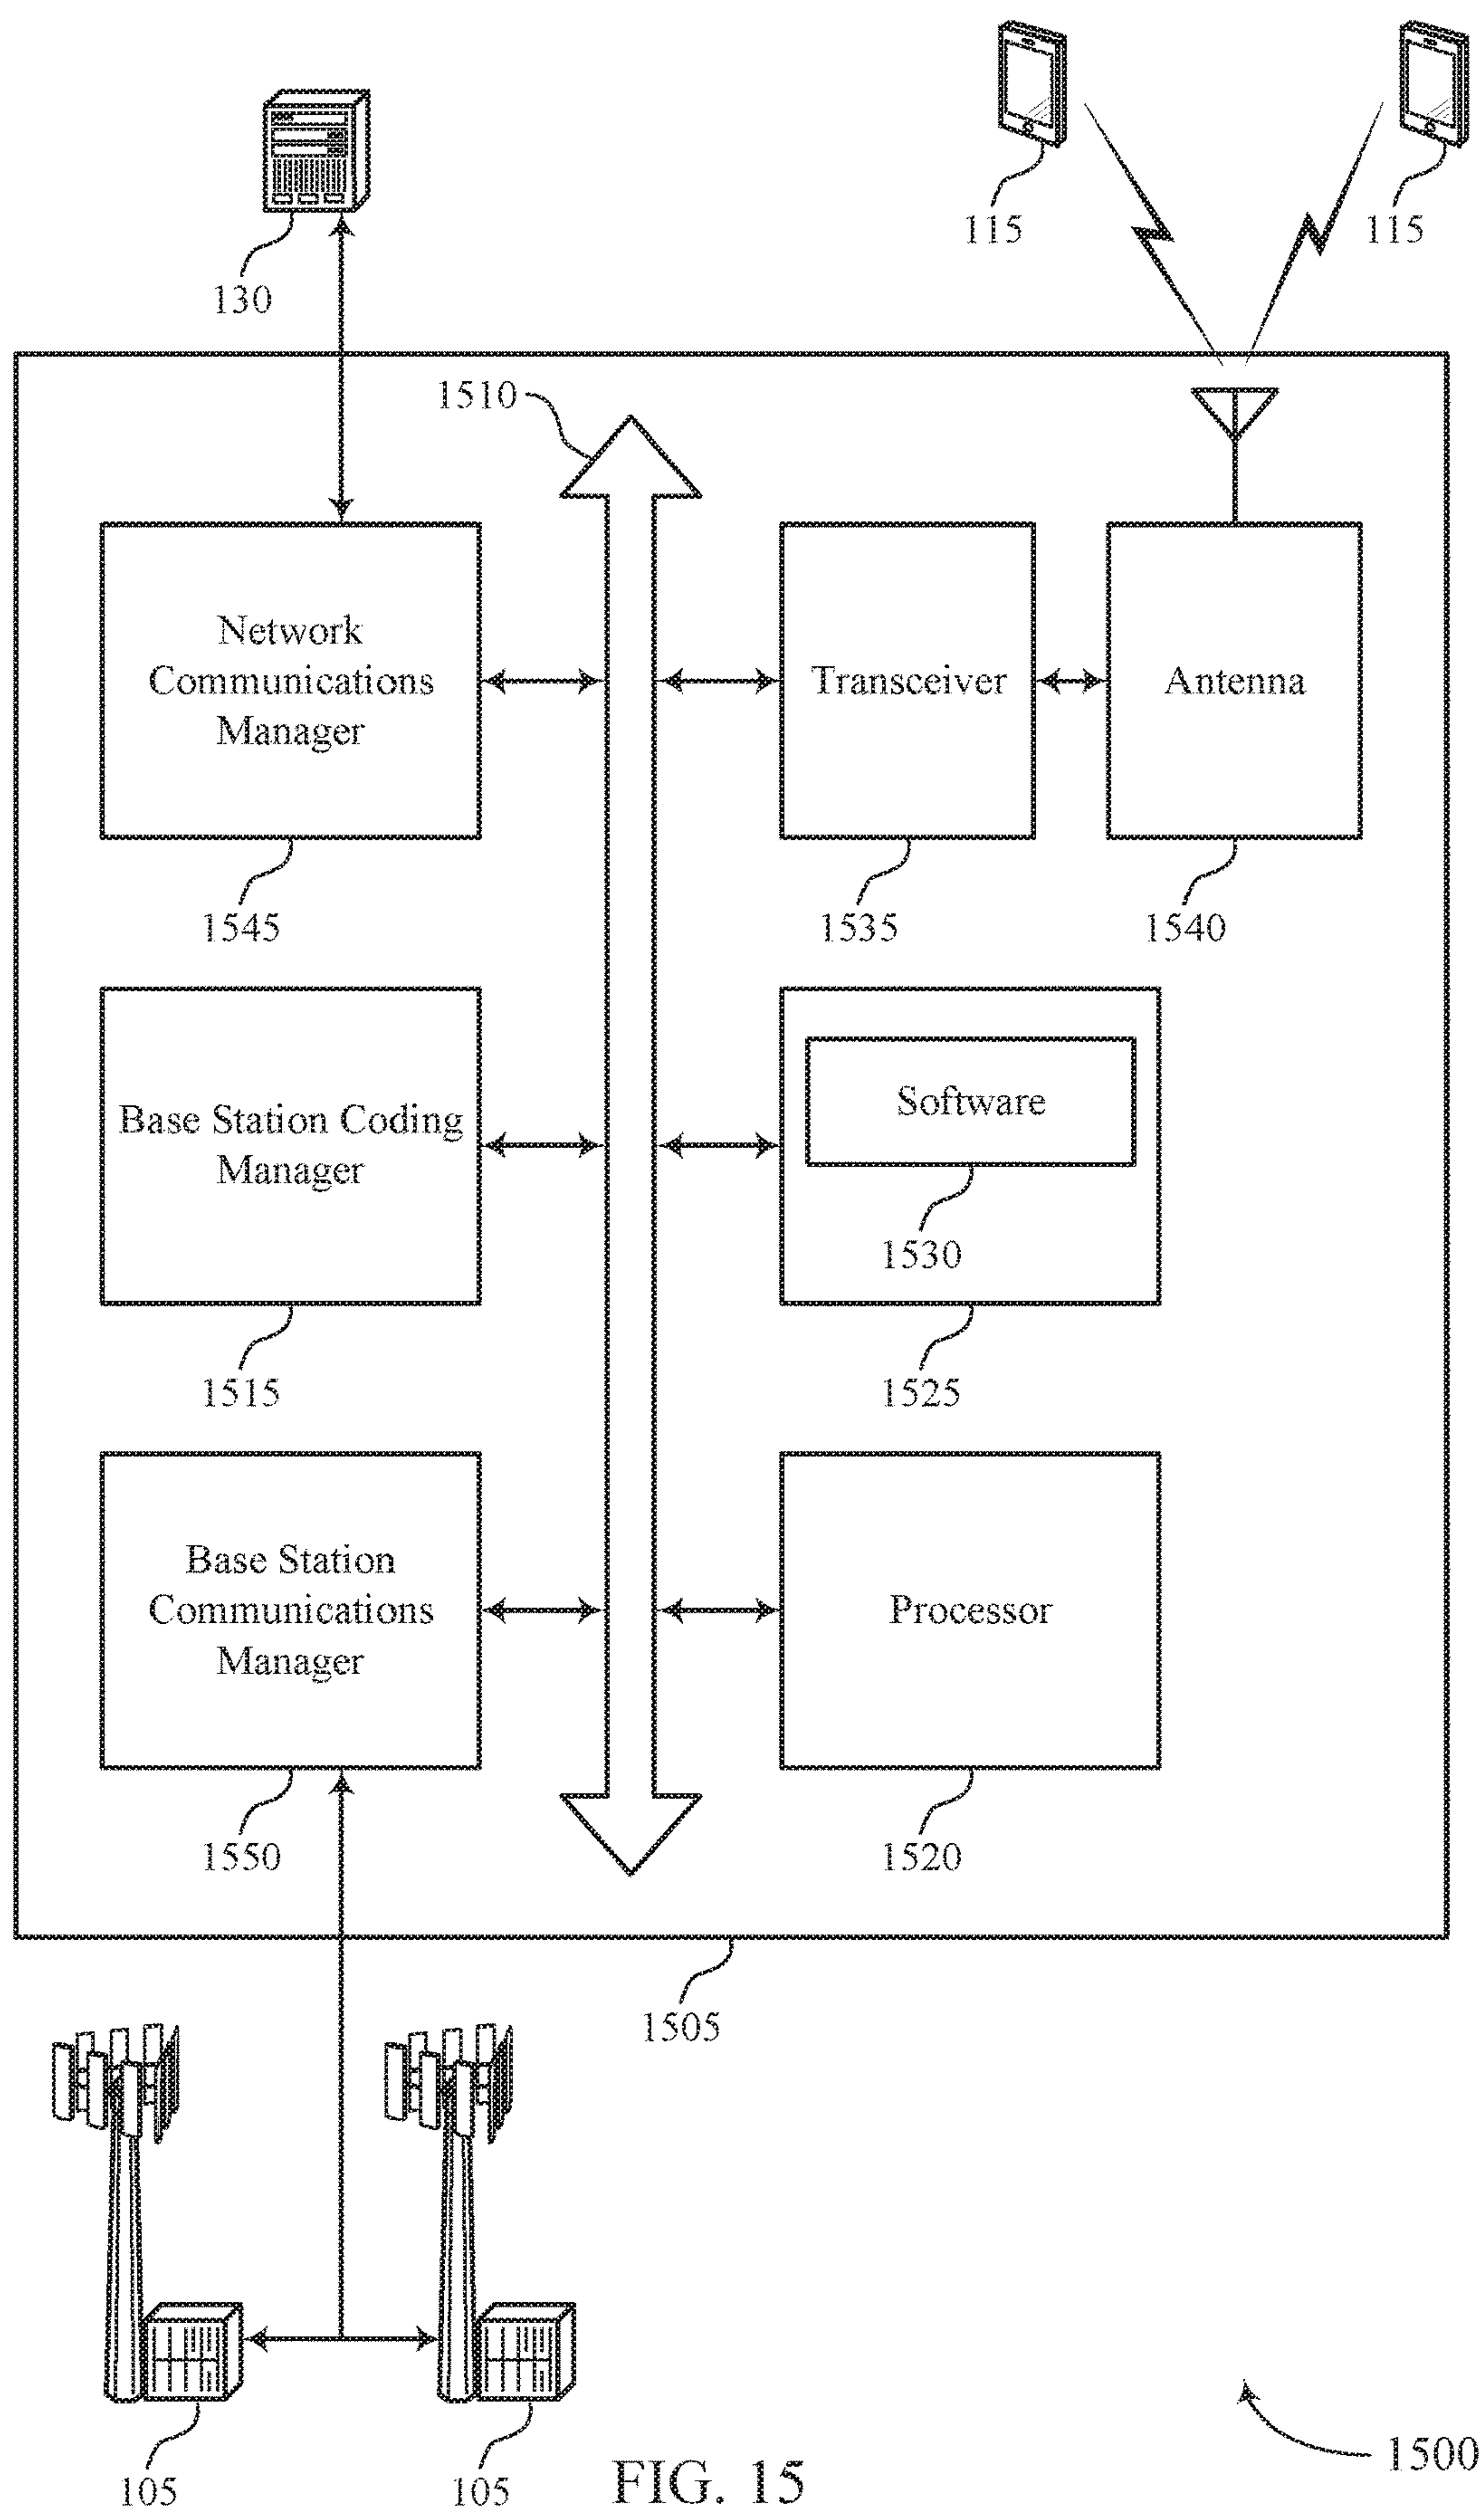 115
115
130
1510
Network
Communications
Manager
Transceiver
Antenna
1545
1535
1540
Base Station Coding
Manager
Software
1530
1515
1525
Base Station
Communications
Manager
Processor
1550
1520
1505
105
105
FIG. 15
1500